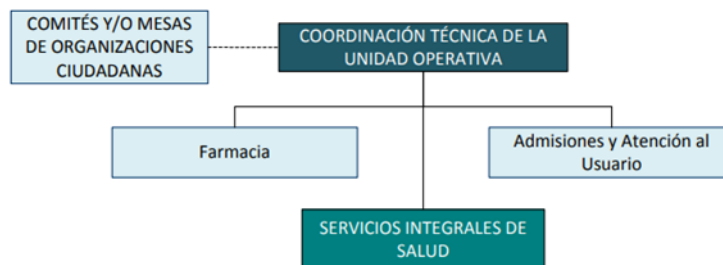 COMITÉS Y/O MESAS
DE ORGANIZACIONES
CIUDADANAS
COORDINACIÓN TÉCNICA DE LA
UNIDAD OPERATIVA
Farmacia
Admisiones y Atención al
Usuario
SERVICIOS INTEGRALES DE
SALUD